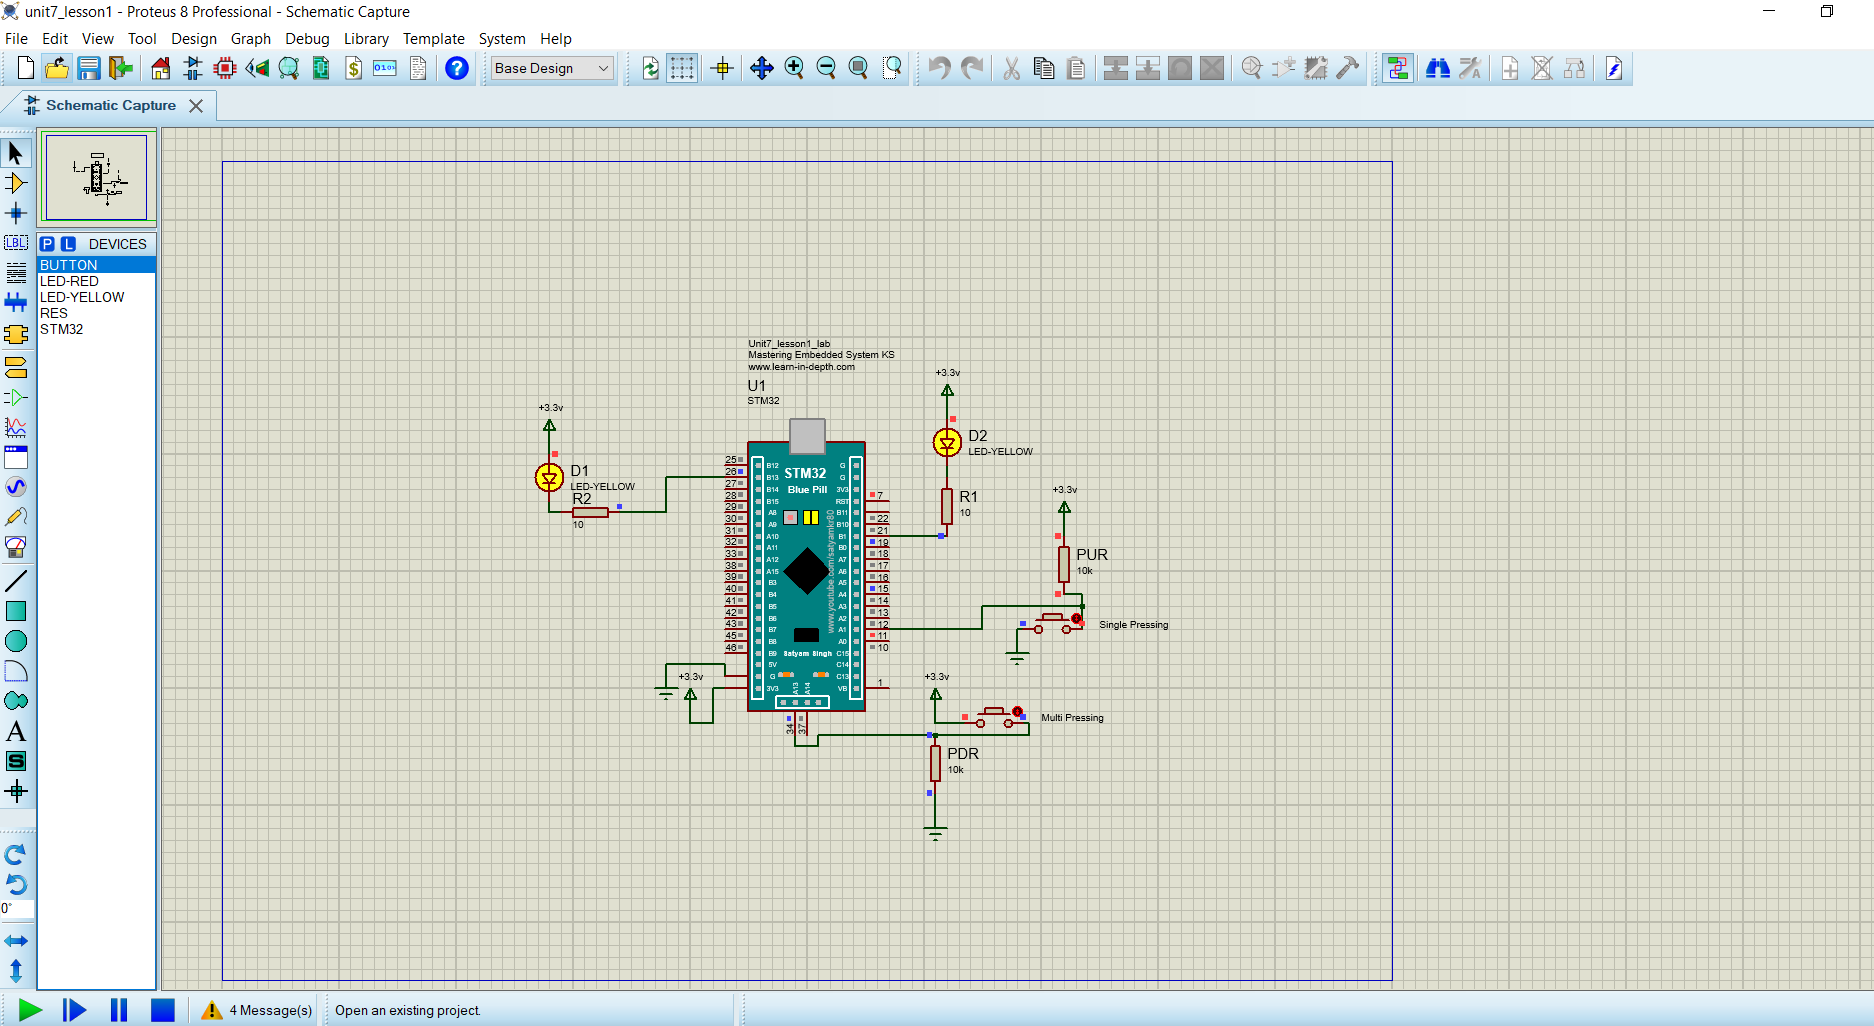 unit7_lesson1 - Proteus 8 Professional - Schematic Capture
File Edit View Tool Design Graph Debug Library Template System Help
Base Design
Schematic Capture
P L DEVICES
BUTTON
LED-RED
LED-YELLOW
RES
STM32
LBL
A
S
0°
Unit7_lesson1_lab
Mastering Embedded System KS
www.learn-in-depth.com
U1
STM32
+3.3v
D1
LED-YELLOW
R2
10
+3.3v
D2
LED-YELLOW
R1
10
+3.3v
PUR
10k
Single Pressing
+3.3v
Multi Pressing
PDR
10k
+3.3v
STM32
Blue Pill
www.youtube.com/satyamkr80
Satyam Singh
25 B12
26 B13
27 B14
28 B15
29 A8
30 A9
31 A10
32 A11
33 A12
38 A15
39 B3
40 B4
41 B5
42 B6
43 B7
45 B8
46 B9
5V
G
3V3
G
G
3V3
RST 7
B11 22
B10 21
B1 19
B0 18
A7 17
A6 16
A5 15
A4 14
A3 13
A2 12
A1 11
A0 10
C15
C14
C13
VB 1
A13 A14
34 37
4 Message(s)
Open an existing project.